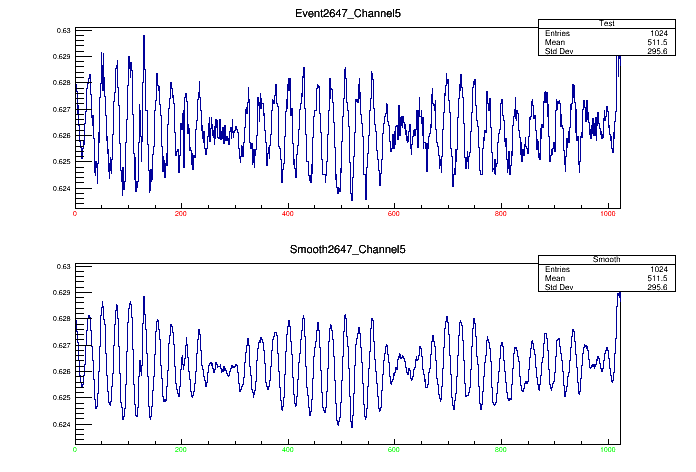 Event2647_Channel5
Test
Entries 1024
Mean 511.5
Std Dev 295.6
0.63
0.629
0.628
0.627
0.626
0.625
0.624
0 200 400 600 800 1000
Smooth2647_Channel5
Smooth
Entries 1024
Mean 511.5
Std Dev 295.6
0.63
0.629
0.628
0.627
0.626
0.625
0.624
0 200 400 600 800 1000